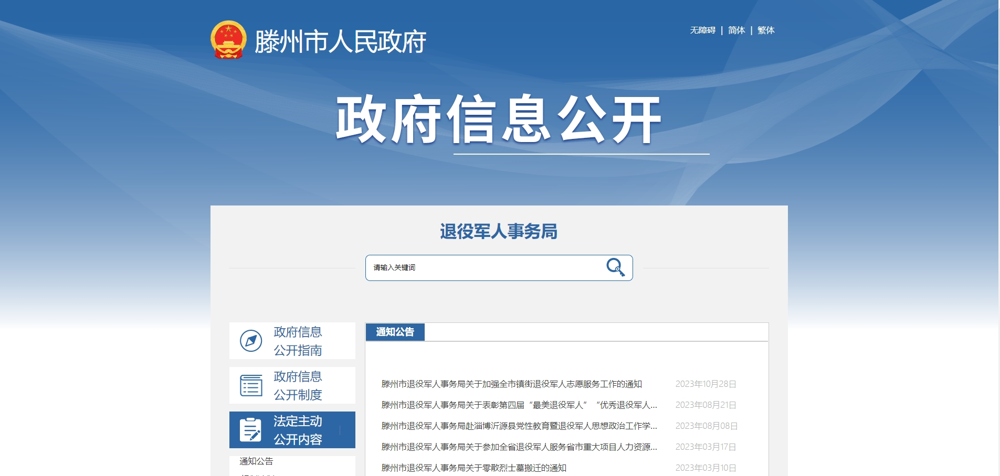 滕州市人民政府
无障碍 | 简体 | 繁体
政府信息公开
退役军人事务局
请输入关键词
政府信息
公开指南
政府信息
公开制度
法定主动
公开内容
通知公告
通知公告
滕州市退役军人事务局关于加强全市镇街退役军人志愿服务工作的通知 2023年10月28日
滕州市退役军人事务局关于表彰第四届“最美退役军人” “优秀退役军人... 2023年08月21日
滕州市退役军人事务局赴淄博沂源县党性教育暨退役军人思想政治工作学... 2023年08月08日
滕州市退役军人事务局关于参加全省退役军人服务省市重大项目人力资源... 2023年03月17日
滕州市退役军人事务局关于零散烈士墓搬迁的通知 2023年03月10日